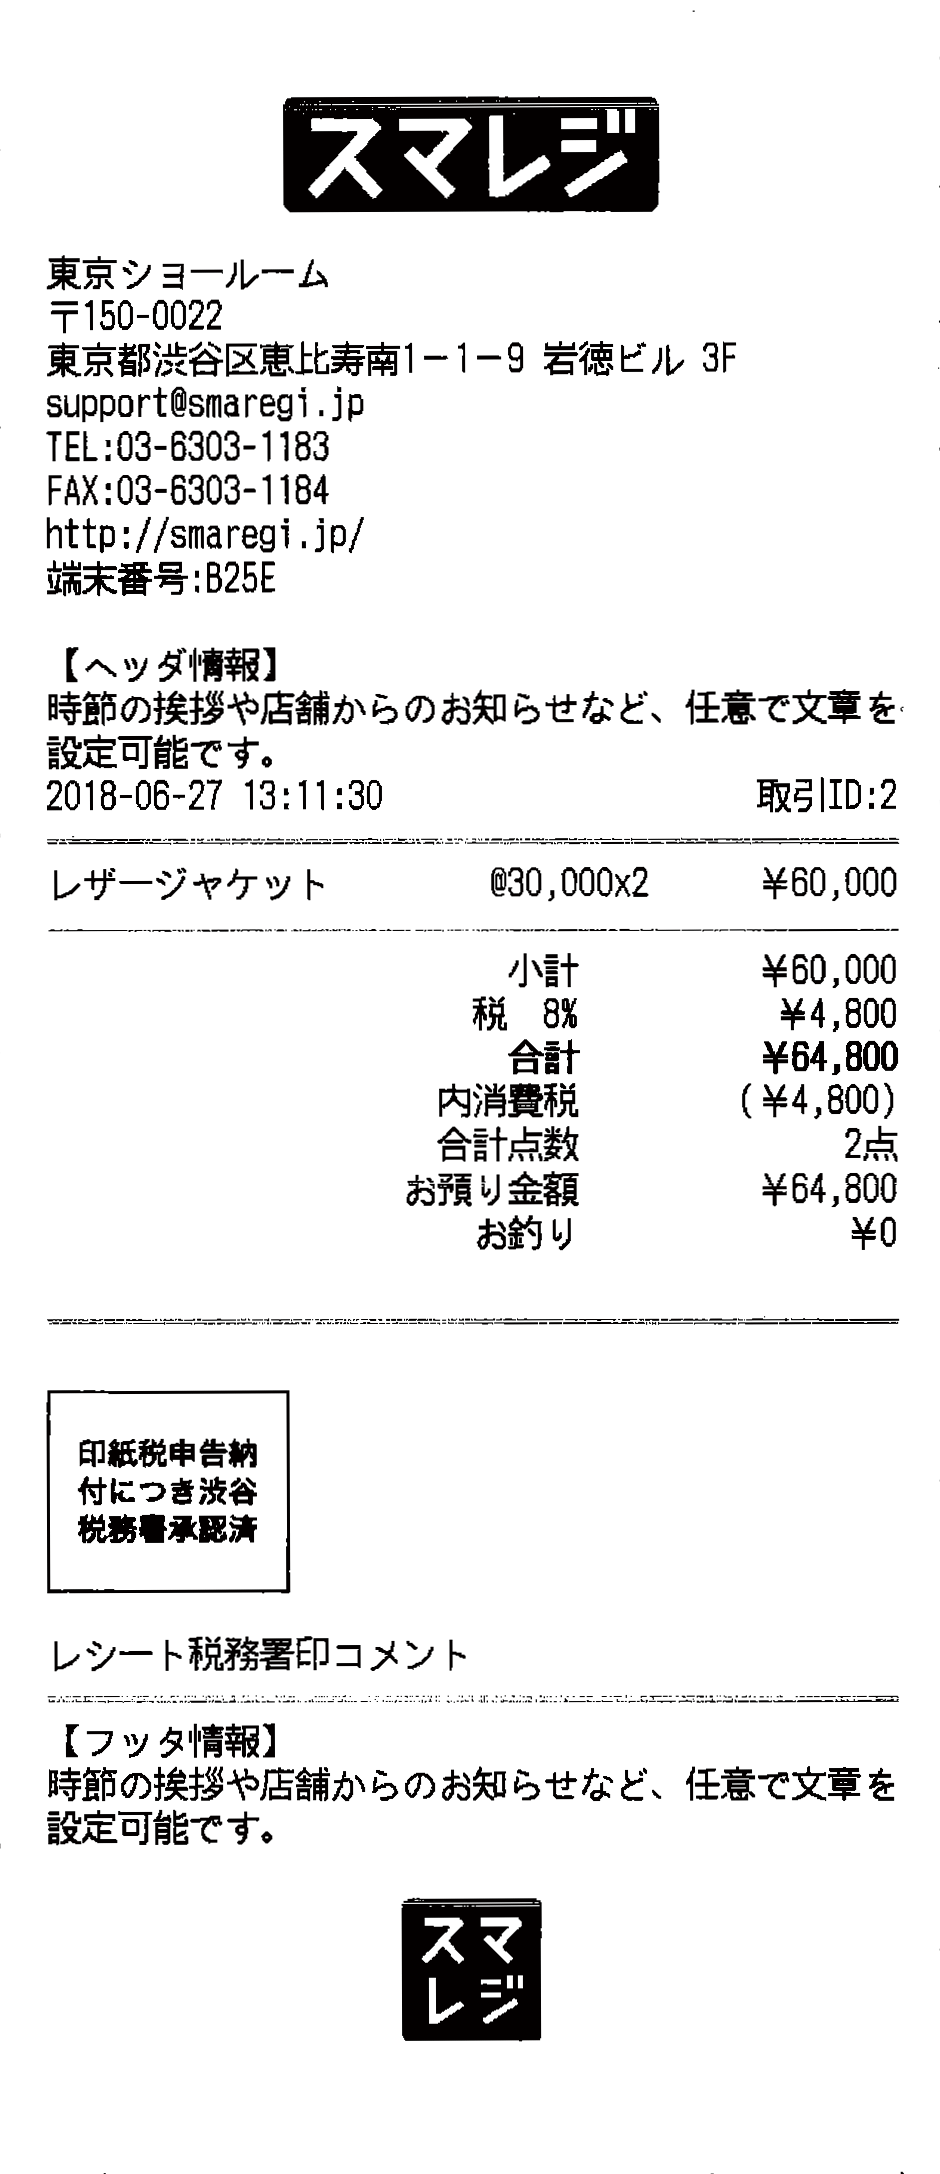 スマレジ
東京ショールーム
〒150-0022
東京都渋谷区恵比寿南1－1－9 岩徳ビル 3F
support@smaregi.jp
TEL:03-6303-1183
FAX:03-6303-1184
http://smaregi.jp/
端末番号:B25E
【ヘッダ情報】
時節の挨拶や店舗からのお知らせなど、任意で文章を
設定可能です。
2018-06-27 13:11:30 取引ID:2
レザージャケット @30,000x2 ¥60,000
小計 ¥60,000
税 8% ¥4,800
合計 ¥64,800
内消費税 (¥4,800)
合計点数 2点
お預り金額 ¥64,800
お釣り ¥0
印紙税申告納
付につき渋谷
税務署承認済
レシート税務署印コメント
【フッタ情報】
時節の挨拶や店舗からのお知らせなど、任意で文章を
設定可能です。
スマ
レジ